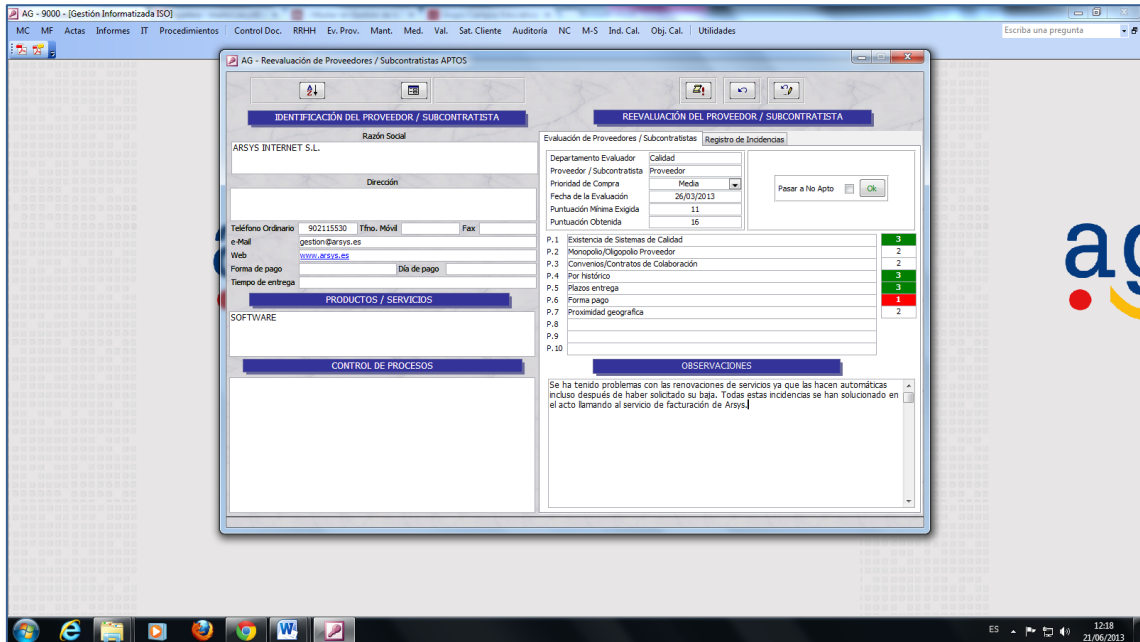 AG - 9000 - [Gestión Informatizada ISO]
MC MF Actas Informes IT Procedimientos Control Doc. RRHH Ev. Prov. Mant. Med. Val. Sat. Cliente Auditoria NC M-S Ind. Cal. Obj. Cal. Utilidades
Escriba una pregunta
AG - Reevaluación de Proveedores / Subcontratistas APTOS
IDENTIFICACIÓN DEL PROVEEDOR / SUBCONTRATISTA
Razón Social
ARSYS INTERNET S.L.
Dirección
Teléfono Ordinario 902115530 Tfno. Móvil Fax
e-Mail gestion@arsys.es
Web www.arsys.es
Forma de pago Día de pago
Tiempo de entrega
PRODUCTOS / SERVICIOS
SOFTWARE
CONTROL DE PROCESOS
REEVALUACIÓN DEL PROVEEDOR / SUBCONTRATISTA
Evaluación de Proveedores / Subcontratistas Registro de Incidencias
Departamento Evaluador Calidad
Proveedor / Subcontratista Proveedor
Prioridad de Compra Media
Fecha de la Evaluación 26/03/2013
Puntuación Mínima Exigida 11
Puntuación Obtenida 16
Pasar a No Apto Ok
P.1 Existencia de Sistemas de Calidad 3
P.2 Monopolio/Oligopolio Proveedor 2
P.3 Convenios/Contratos de Colaboración 2
P.4 Por histórico 3
P.5 Plazos entrega 3
P.6 Forma pago 1
P.7 Proximidad geografica 2
P.8
P.9
P.10
OBSERVACIONES
Se ha tenido problemas con las renovaciones de servicios ya que las hacen automáticas
incluso después de haber solicitado su baja. Todas estas incidencias se han solucionado en
el acto llamando al servicio de facturación de Arsys.
ag
ES
12:18
21/06/2013